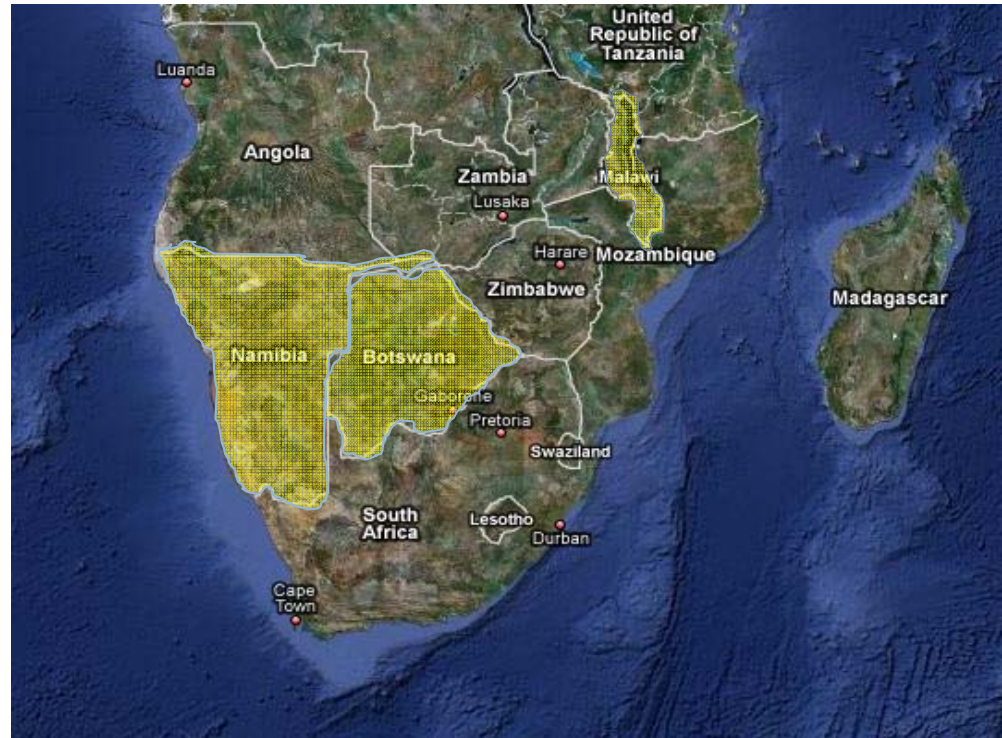 United
Republic of
Tanzania
Luanda
Angola
Zambia
Malawi
Lusaka
Harare
Mozambique
Zimbabwe
Madagascar
Namibia
Botswana
Gaborone
Pretoria
Swaziland
South
Africa
Lesotho
Durban
Cape
Town